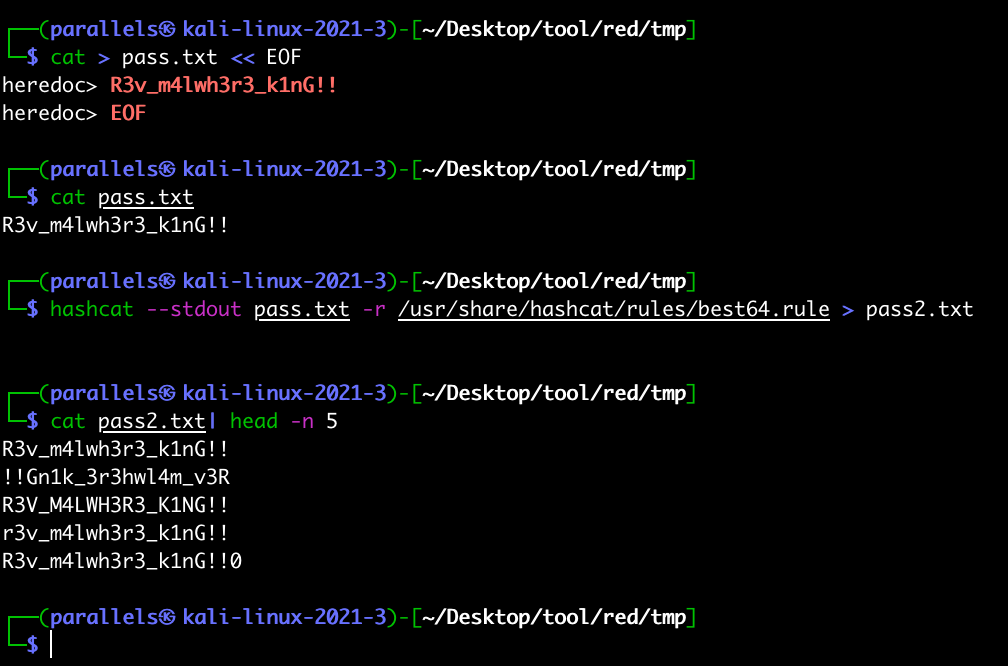 ┌──(parallels㉿kali-linux-2021-3)-[~/Desktop/tool/red/tmp]
└─$ cat > pass.txt << EOF
heredoc> R3v_m4lwh3r3_k1nG!!
heredoc> EOF
┌──(parallels㉿kali-linux-2021-3)-[~/Desktop/tool/red/tmp]
└─$ cat pass.txt
R3v_m4lwh3r3_k1nG!!
┌──(parallels㉿kali-linux-2021-3)-[~/Desktop/tool/red/tmp]
└─$ hashcat --stdout pass.txt -r /usr/share/hashcat/rules/best64.rule > pass2.txt
┌──(parallels㉿kali-linux-2021-3)-[~/Desktop/tool/red/tmp]
└─$ cat pass2.txt| head -n 5
R3v_m4lwh3r3_k1nG!!
!!Gn1k_3r3hwl4m_v3R
R3V_M4LWH3R3_K1NG!!
r3v_m4lwh3r3_k1nG!!
R3v_m4lwh3r3_k1nG!!0
┌──(parallels㉿kali-linux-2021-3)-[~/Desktop/tool/red/tmp]
└─$